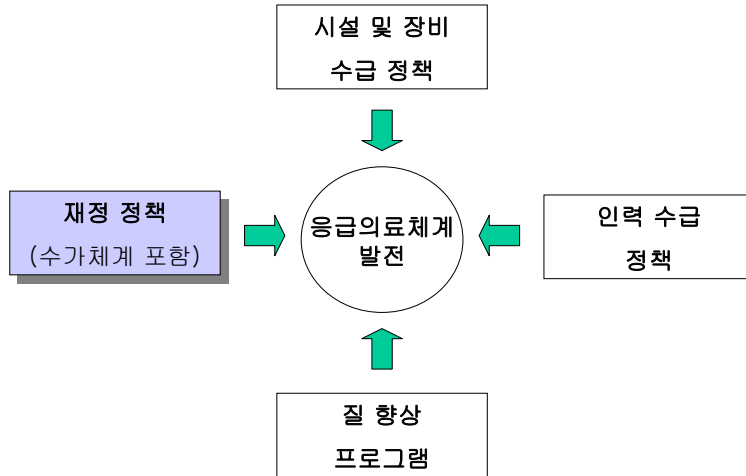 시설 및 장비
수급 정책
재정 정책
(수가체계 포함)
응급의료체계
발전
인력 수급
정책
질 향상
프로그램